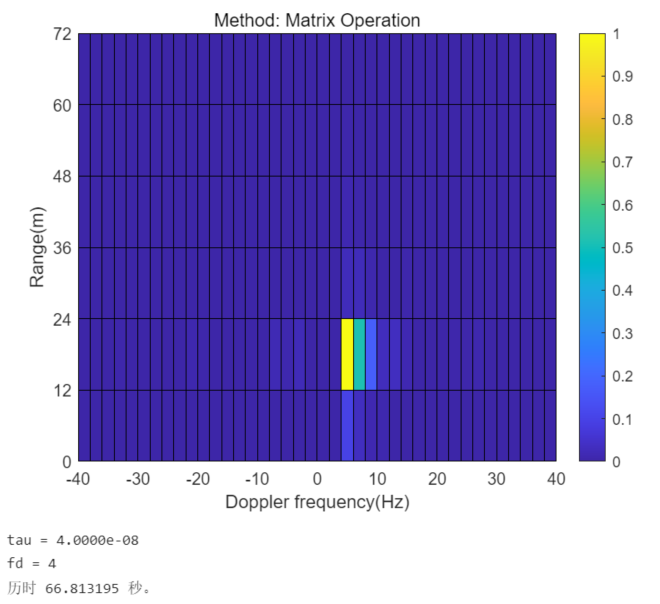 Method: Matrix Operation
72
60
48
36
24
12
0
Range(m)
-40 -30 -20 -10 0 10 20 30 40
Doppler frequency(Hz)
1
0.9
0.8
0.7
0.6
0.5
0.4
0.3
0.2
0.1
0
tau = 4.0000e-08
fd = 4
历时 66.813195 秒。